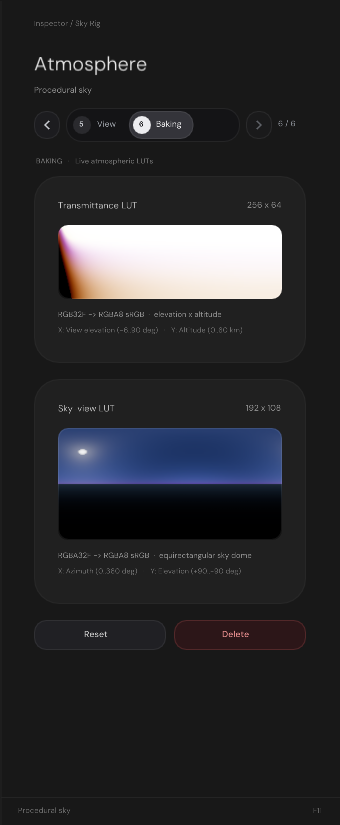 Inspector / Sky Rig
Atmosphere
Procedural sky
5 View 6 Baking 6 / 6
BAKING · Live atmospheric LUTs
Transmittance LUT 256 x 64
RGB32F -> RGBA8 sRGB · elevation x altitude
X: View elevation (-6..90 deg) · Y: Altitude (0..60 km)
Sky-view LUT 192 x 108
RGBA32F -> RGBA8 sRGB · equirectangular sky dome
X: Azimuth (0..360 deg) · Y: Elevation (+90..-90 deg)
Reset Delete
Procedural sky